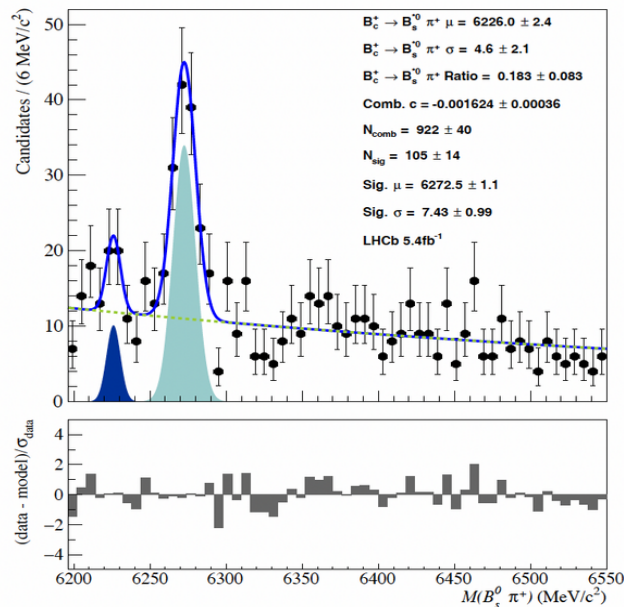 Candidates / (6 MeV/c²)
50
40
30
20
10
0
B_c^+ → B_s^{*0} π^+ μ = 6226.0 ± 2.4
B_c^+ → B_s^{*0} π^+ σ = 4.6 ± 2.1
B_c^+ → B_s^{*0} π^+ Ratio = 0.183 ± 0.083
Comb. c = -0.001624 ± 0.00036
N_comb = 922 ± 40
N_sig = 105 ± 14
Sig. μ = 6272.5 ± 1.1
Sig. σ = 7.43 ± 0.99
LHCb 5.4fb⁻¹
(data - model)/σ_data
4
2
0
−2
−4
6200 6250 6300 6350 6400 6450 6500 6550
M(B_s^0 π^+) (MeV/c²)